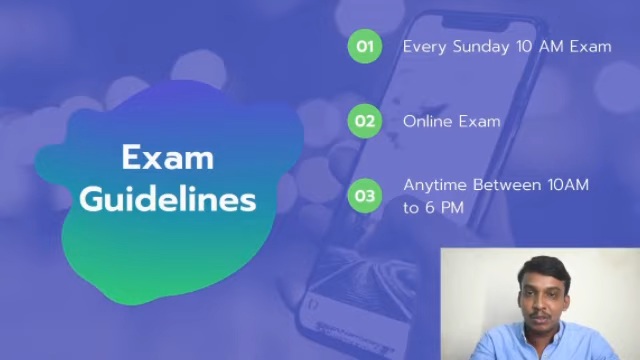 Exam
Guidelines
01
Every Sunday 10 AM Exam
02
Online Exam
03
Anytime Between 10AM
to 6 PM